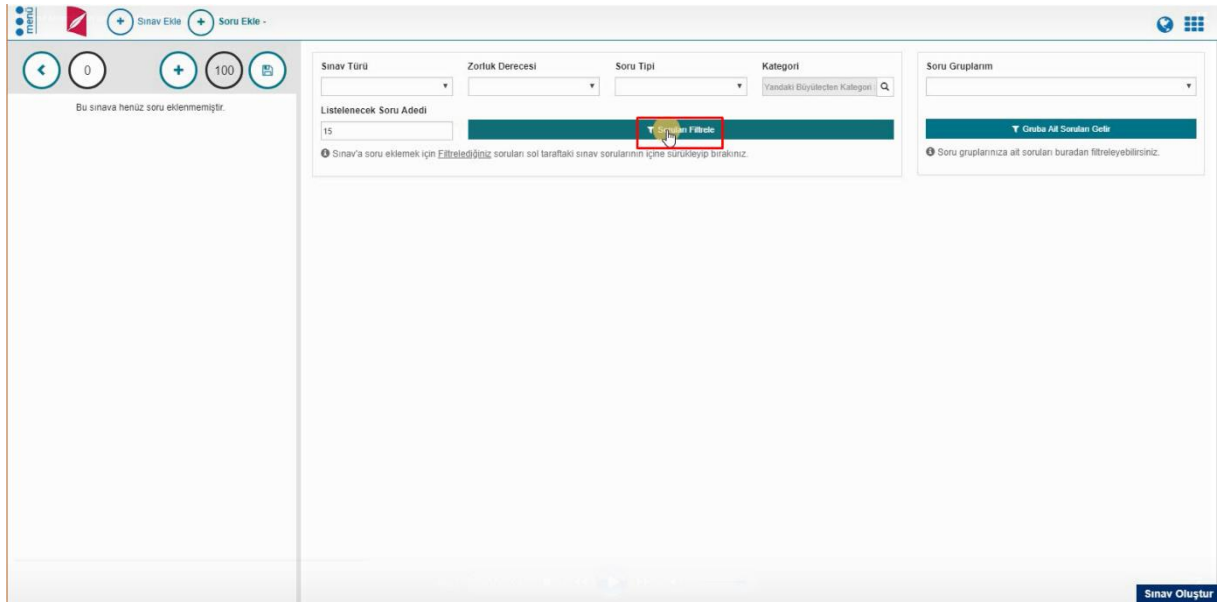 menü
Sınav Ekle
Soru Ekle -
0
100
Bu sınava henüz soru eklenmemiştir.
Sınav Türü
Zorluk Derecesi
Soru Tipi
Kategori
Yandaki Büyüteçten Kategori
Listelenecek Soru Adedi
15
Soruları Filtrele
Sınav'a soru eklemek için Filtrelediğiniz soruları sol taraftaki sınav sorularının içine sürükleyip bırakınız.
Soru Gruplarım
Gruba Ait Soruları Getir
Soru gruplarınıza ait soruları buradan filtreleyebilirsiniz.
Sınav Oluştur